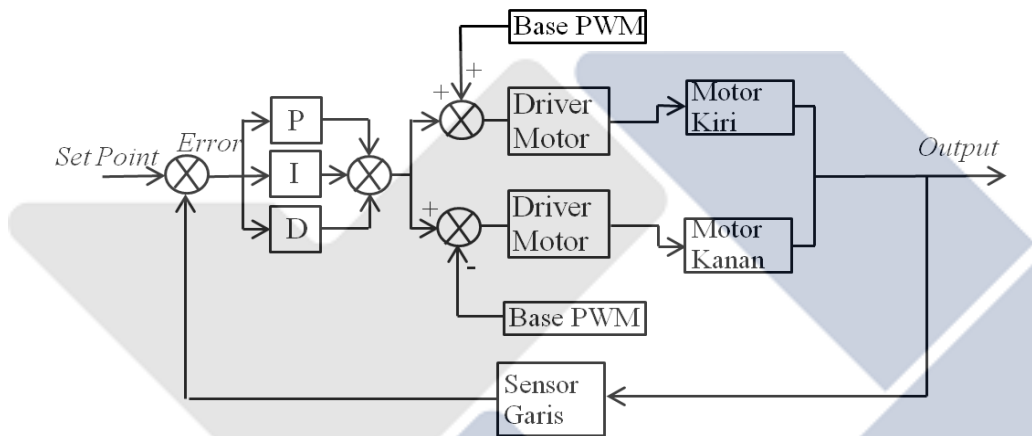 Base PWM
+
+
Driver
Motor
Motor
Kiri
Set Point
Error
P
I
D
Output
+
-
Driver
Motor
Motor
Kanan
Base PWM
Sensor
Garis